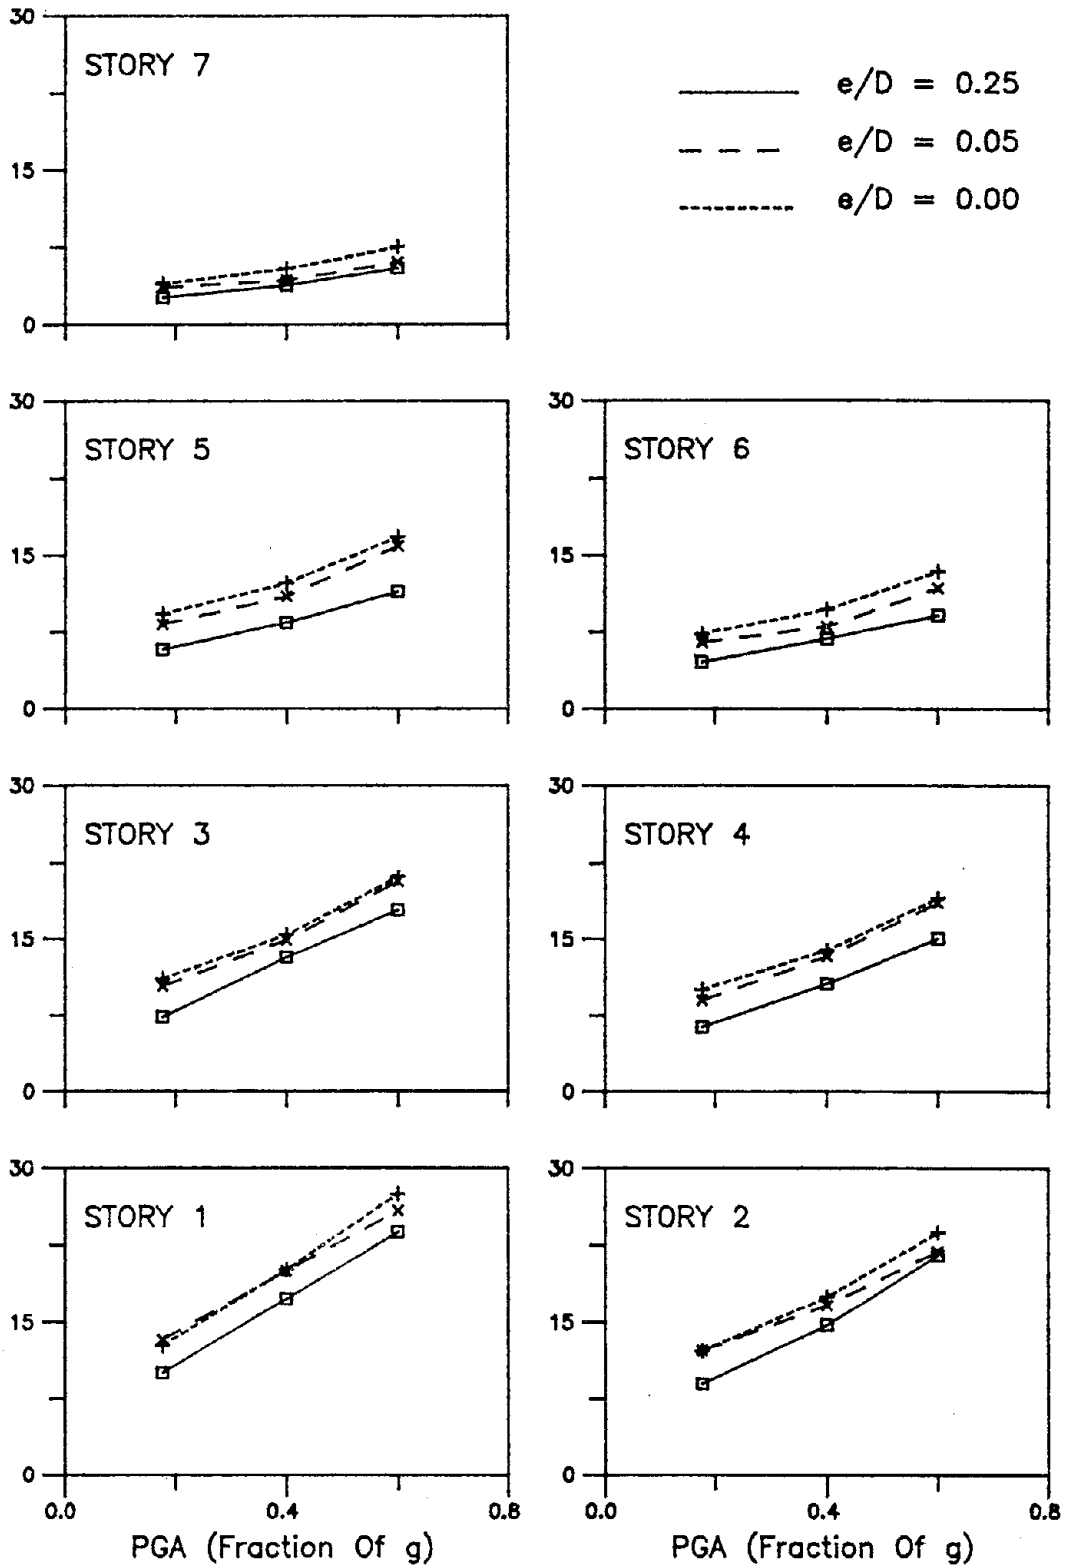 30
STORY 7
15
0
e/D = 0.25
e/D = 0.05
e/D = 0.00
30
STORY 5
15
0
30
STORY 6
15
0
30
STORY 3
15
0
30
STORY 4
15
0
30
STORY 1
15
0
0.0 0.4 0.8
PGA (Fraction Of g)
30
STORY 2
15
0
0.0 0.4 0.8
PGA (Fraction Of g)